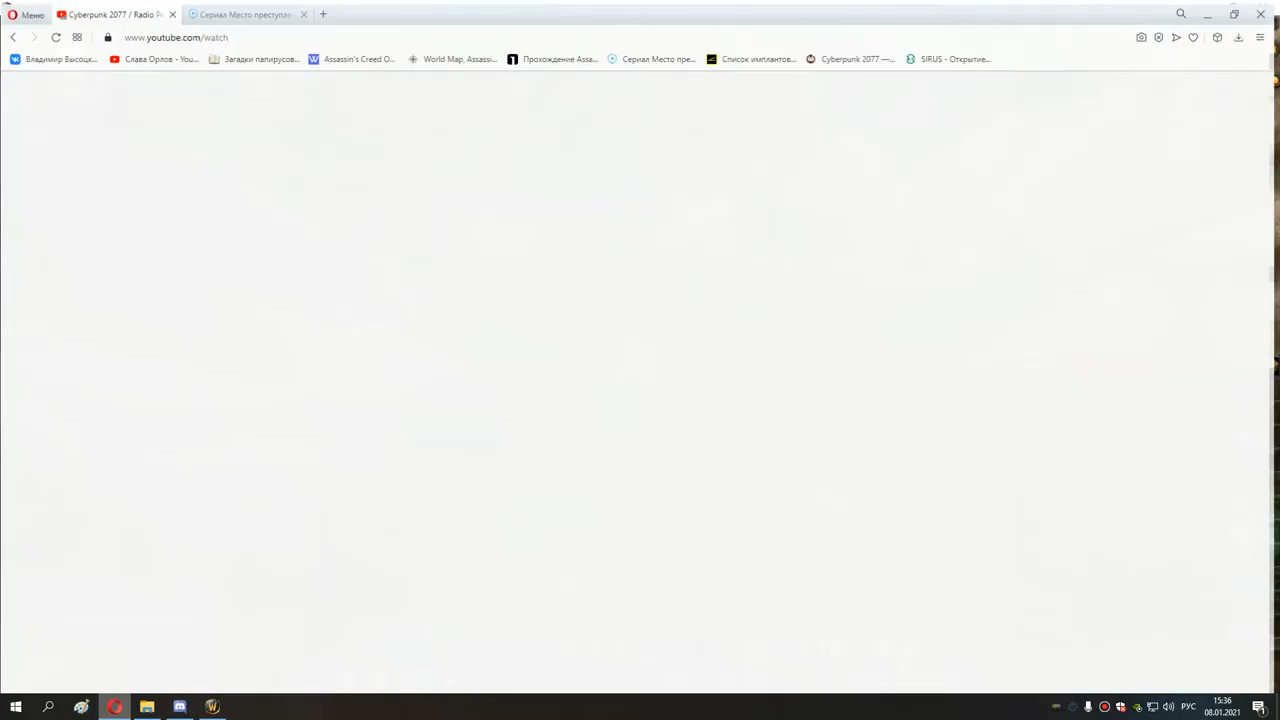 Меню Cyberpunk 2077 / Radio Сериал Место преступле
www.youtube.com/watch
Владимир Высоцк... Слава Орлов - You... Загадки папирусов... Assassin's Creed O... World Map, Assassi... Прохождение Assa... Сериал Место пре... Список имплантов... Cyberpunk 2077 —... SIRUS - Открытие...
РУС 15:36
08.01.2021 1